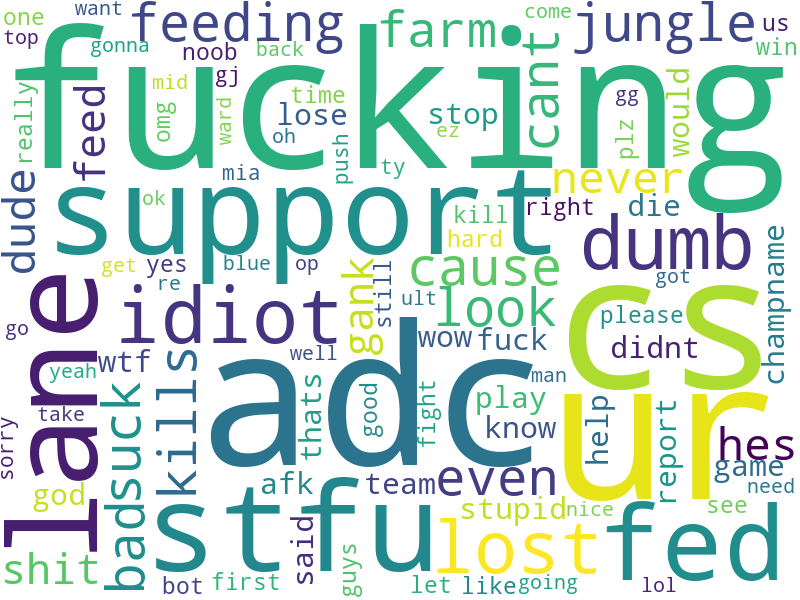 one
want
feeding
farm
come
jungle
us
top
gonna
noob
back
win
fucking
gj
mid
time
cant
gg
really
feed
omg
ward
lose
oh
push
stop
ez
plz
would
dude
support
mia
ty
never
ok
kill
right
die
hard
dumb
get
yes
blue
op
cause
got
re
still
gank
ult
look
cs
please
champname
go
lane
idiot
adc
wow
fuck
didnt
wtf
well
yeah
kills
man
ur
take
bad
suck
thats
good
fight
play
know
help
report
hes
sorry
god
stfu
afk
team
even
game
need
stupid
nice
see
lost
fed
shit
said
guys
bot
first
let
like
going
lol